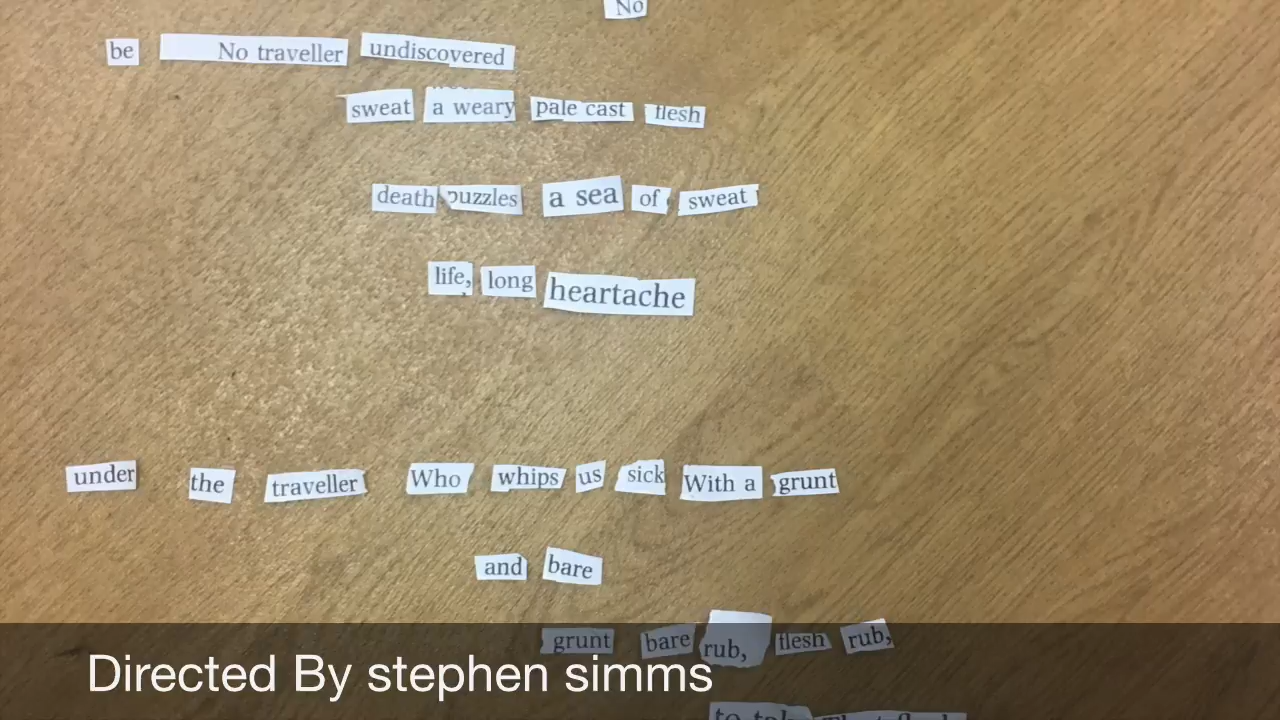 No
be No traveller undiscovered
sweat a weary pale cast flesh
death puzzles a sea of sweat
life, long heartache
under the traveller Who whips us sick With a grunt
and bare
grunt bare rub, flesh rub,
Directed By stephen simms